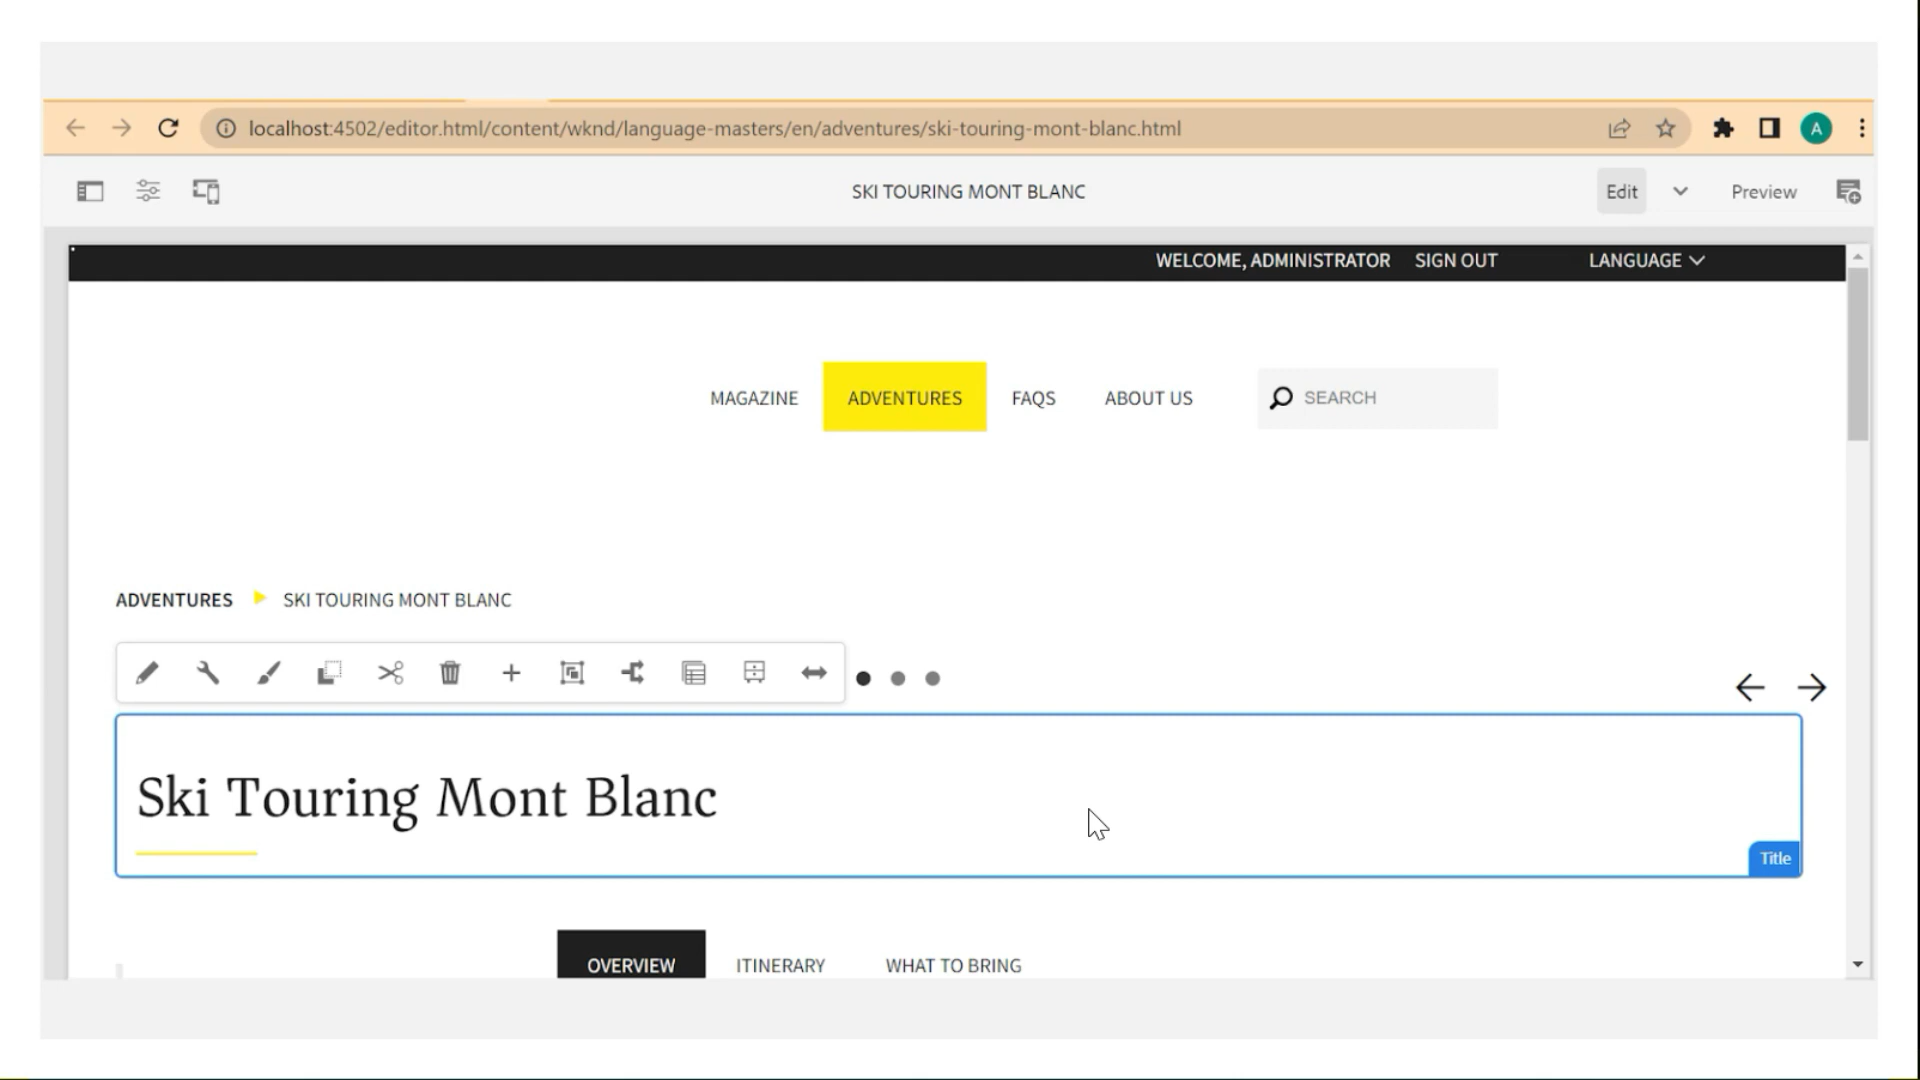 localhost:4502/editor.html/content/wknd/language-masters/en/adventures/ski-touring-mont-blanc.html
A
SKI TOURING MONT BLANC
Edit
Preview
WELCOME, ADMINISTRATOR
SIGN OUT
LANGUAGE
MAGAZINE
ADVENTURES
FAQS
ABOUT US
SEARCH
ADVENTURES
SKI TOURING MONT BLANC
Ski Touring Mont Blanc
Title
OVERVIEW
ITINERARY
WHAT TO BRING